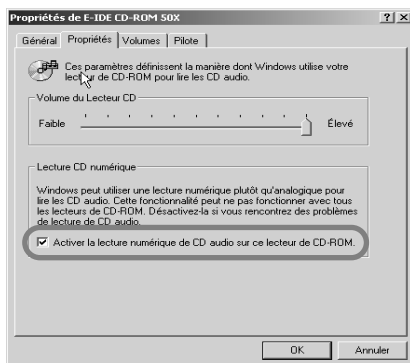 Propriétés de E-IDE CD-ROM 50X
Général Propriétés Volumes Pilote
Ces paramètres définissent la manière dont Windows utilise votre
lecteur de CD-ROM pour lire les CD audio.
Volume du Lecteur CD
Faible Élevé
Lecture CD numérique
Windows peut utiliser une lecture numérique plutôt qu'analogique pour
lire les CD audio. Cette fonctionnalité peut ne pas fonctionner avec tous
les lecteurs de CD-ROM. Désactivez-la si vous rencontrez des problèmes
de lecture de CD audio.
Activer la lecture numérique de CD audio sur ce lecteur de CD-ROM.
OK Annuler